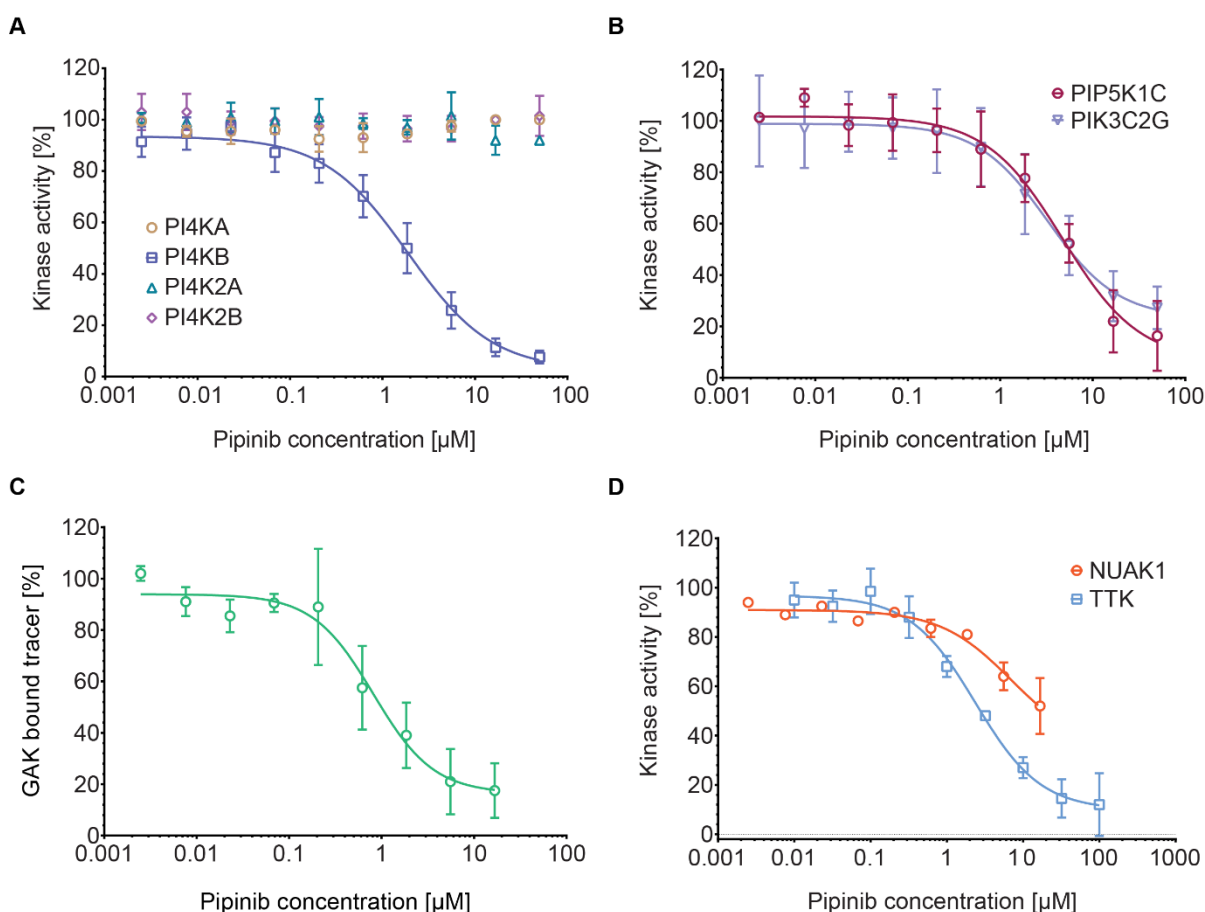 A
Kinase activity [%]
120
100
80
60
40
20
0
PI4KA
PI4KB
PI4K2A
PI4K2B
0.001 0.01 0.1 1 10 100
Pipinib concentration [µM]
B
Kinase activity [%]
120
100
80
60
40
20
0
PIP5K1C
PIK3C2G
0.001 0.01 0.1 1 10 100
Pipinib concentration [µM]
C
GAK bound tracer [%]
120
100
80
60
40
20
0
0.001 0.01 0.1 1 10 100
Pipinib concentration [µM]
D
Kinase activity [%]
120
100
80
60
40
20
0
NUAK1
TTK
0.001 0.01 0.1 1 10 100 1000
Pipinib concentration [µM]